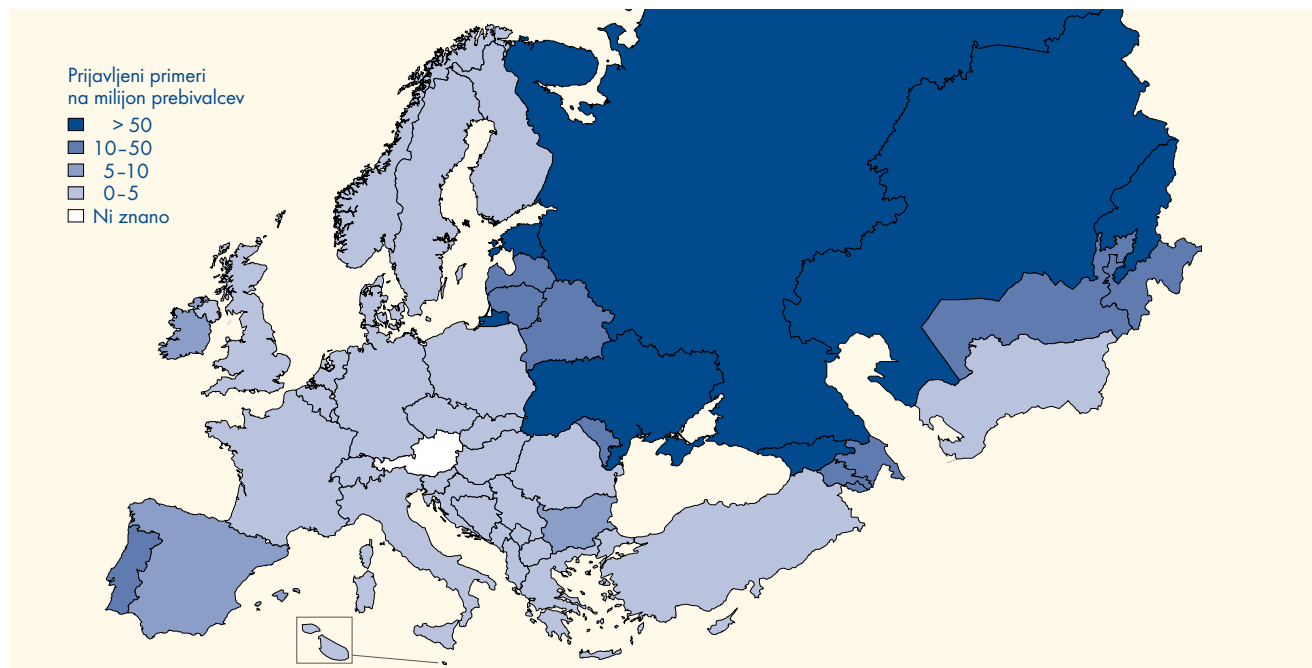 Prijavljeni primeri
na milijon prebivalcev
> 50
10–50
5–10
0–5
Ni znano